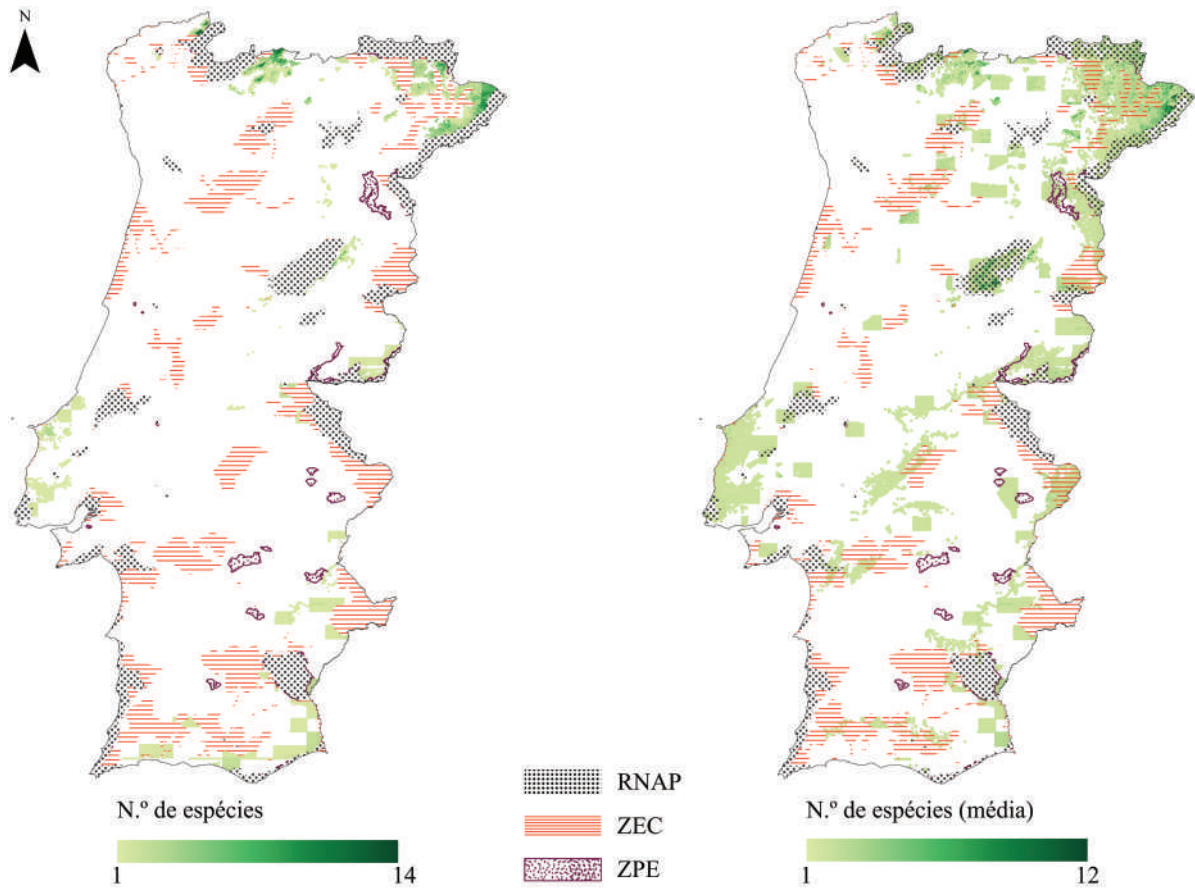 N
N.º de espécies
1
14
RNAP
ZEC
ZPE
N.º de espécies (média)
1
12